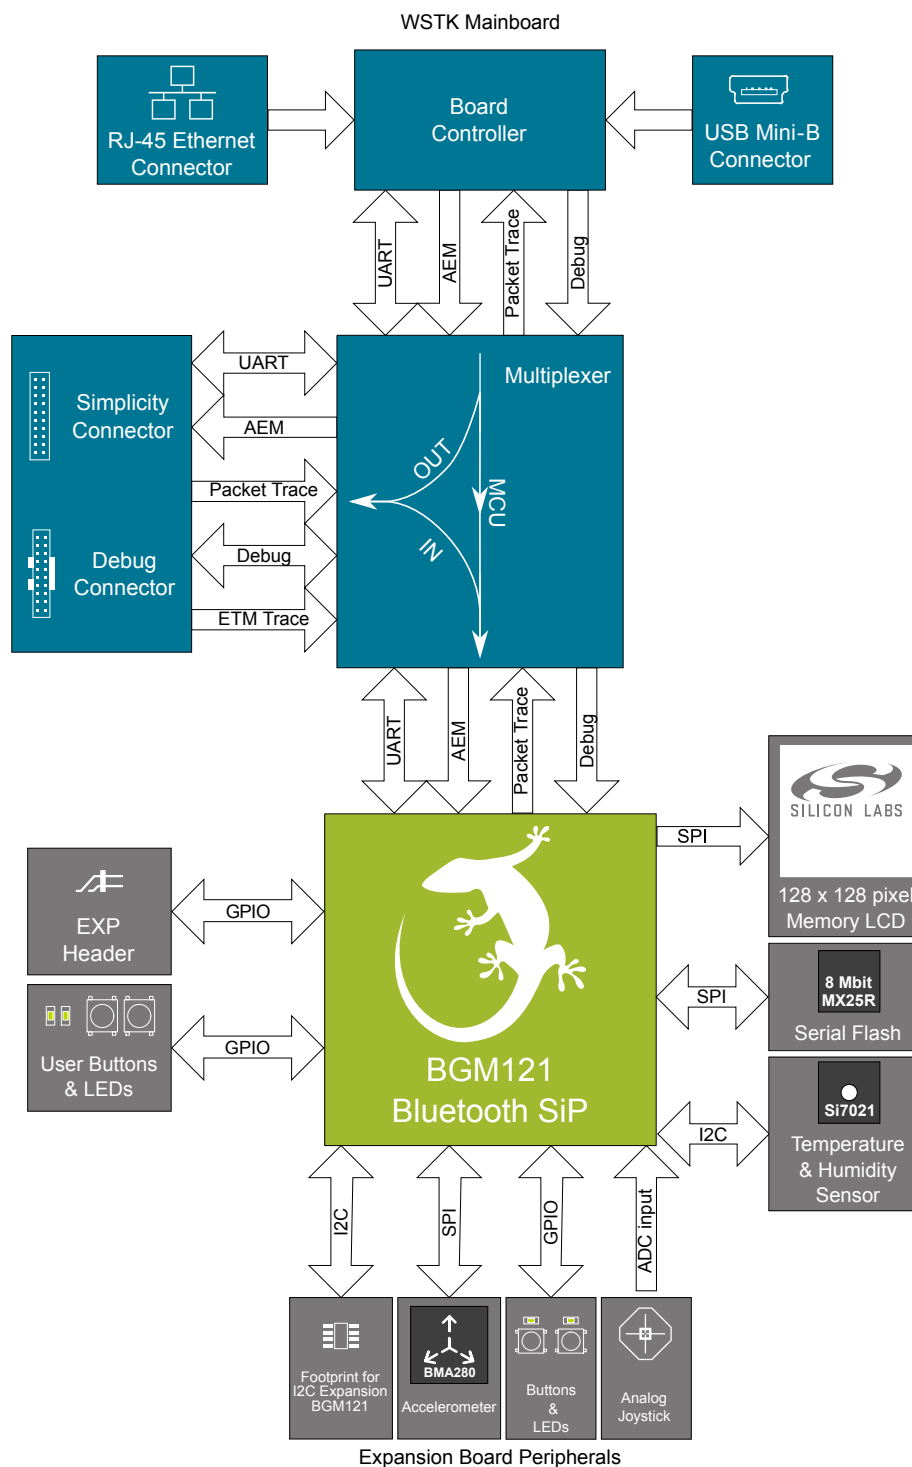 WSTK Mainboard
RJ-45 Ethernet
Connector
Board
Controller
USB Mini-B
Connector
UART
AEM
Packet Trace
Debug
Simplicity
Connector
Debug
Connector
UART
AEM
Packet Trace
Debug
ETM Trace
Multiplexer
OUT
MCU
IN
UART
AEM
Packet Trace
Debug
SPI
SILICON LABS
128 x 128 pixel
Memory LCD
EXP
Header
GPIO
SPI
8 Mbit
MX25R
Serial Flash
User Buttons
& LEDs
GPIO
BGM121
Bluetooth SiP
I2C
Si7021
Temperature
& Humidity
Sensor
I2C
SPI
GPIO
ADC input
Footprint for
I2C Expansion
BGM121
BMA280
Accelerometer
Buttons
&
LEDs
Analog
Joystick
Expansion Board Peripherals